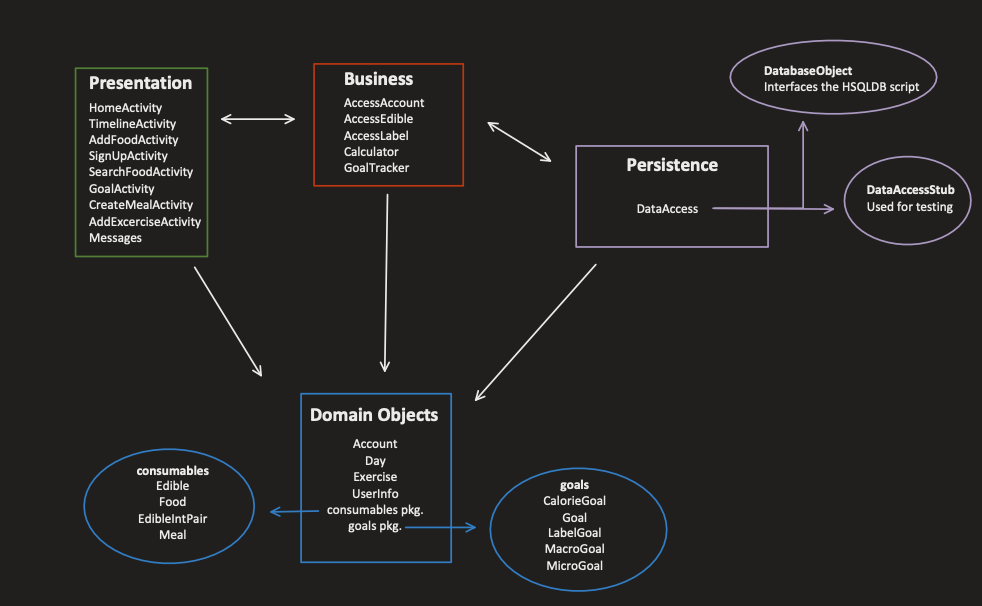 Presentation
HomeActivity
TimelineActivity
AddFoodActivity
SignUpActivity
SearchFoodActivity
GoalActivity
CreateMealActivity
AddExcerciseActivity
Messages
Business
AccessAccount
AccessEdible
AccessLabel
Calculator
GoalTracker
Persistence
DataAccess
DatabaseObject
Interfaces the HSQLDB script
DataAccessStub
Used for testing
Domain Objects
Account
Day
Exercise
UserInfo
consumables pkg.
goals pkg.
consumables
Edible
Food
EdibleIntPair
Meal
goals
CalorieGoal
Goal
LabelGoal
MacroGoal
MicroGoal